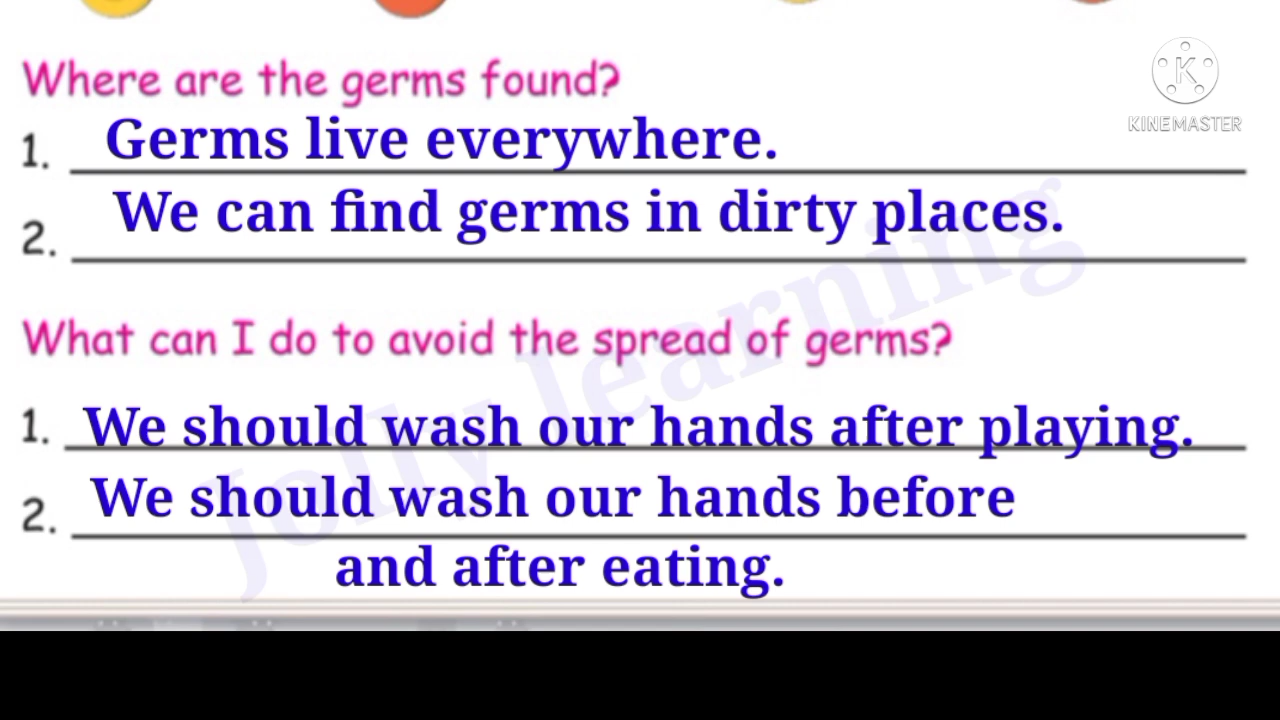 Where are the germs found?
KINEMASTER
1. Germs live everywhere.
2. We can find germs in dirty places.
What can I do to avoid the spread of germs?
1. We should wash our hands after playing.
2. We should wash our hands before
and after eating.
Jolly learning